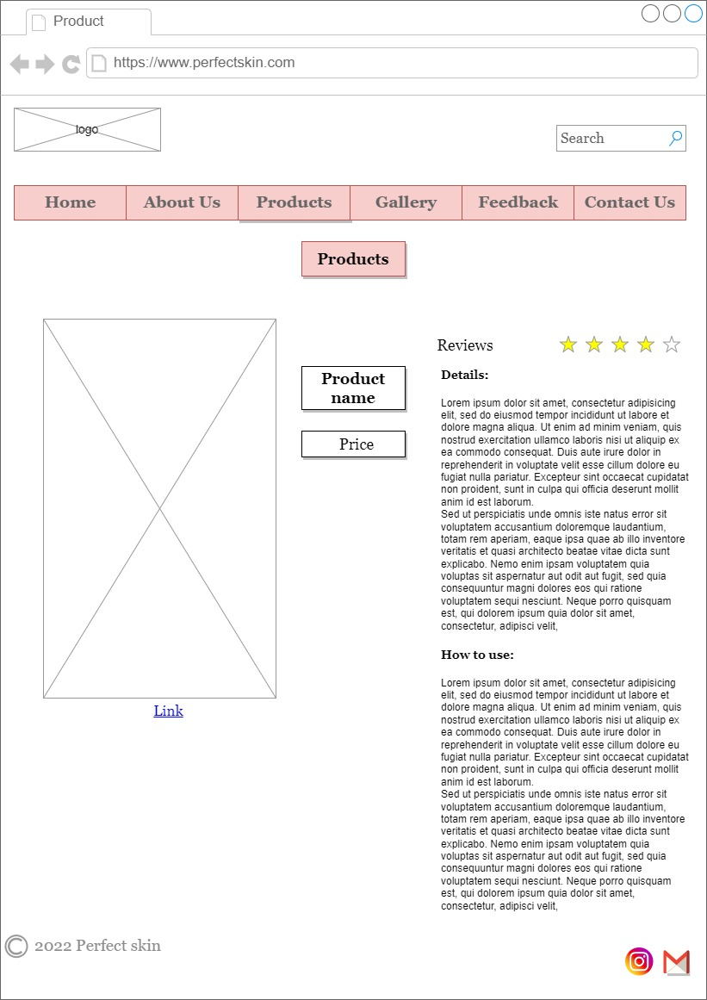 Product
https://www.perfectskin.com
logo
Search
Home About Us Products Gallery Feedback Contact Us
Products
Reviews
Product
name
Price
Link
Details:
Lorem ipsum dolor sit amet, consectetur adipisicing
elit, sed do eiusmod tempor incididunt ut labore et
dolore magna aliqua. Ut enim ad minim veniam, quis
nostrud exercitation ullamco laboris nisi ut aliquip ex
ea commodo consequat. Duis aute irure dolor in
reprehenderit in voluptate velit esse cillum dolore eu
fugiat nulla pariatur. Excepteur sint occaecat cupidatat
non proident, sunt in culpa qui officia deserunt mollit
anim id est laborum.
Sed ut perspiciatis unde omnis iste natus error sit
voluptatem accusantium doloremque laudantium,
totam rem aperiam, eaque ipsa quae ab illo inventore
veritatis et quasi architecto beatae vitae dicta sunt
explicabo. Nemo enim ipsam voluptatem quia
voluptas sit aspernatur aut odit aut fugit, sed quia
consequuntur magni dolores eos qui ratione
voluptatem sequi nesciunt. Neque porro quisquam
est, qui dolorem ipsum quia dolor sit amet,
consectetur, adipisci velit,
How to use:
Lorem ipsum dolor sit amet, consectetur adipisicing
elit, sed do eiusmod tempor incididunt ut labore et
dolore magna aliqua. Ut enim ad minim veniam, quis
nostrud exercitation ullamco laboris nisi ut aliquip ex
ea commodo consequat. Duis aute irure dolor in
reprehenderit in voluptate velit esse cillum dolore eu
fugiat nulla pariatur. Excepteur sint occaecat cupidatat
non proident, sunt in culpa qui officia deserunt mollit
anim id est laborum.
Sed ut perspiciatis unde omnis iste natus error sit
voluptatem accusantium doloremque laudantium,
totam rem aperiam, eaque ipsa quae ab illo inventore
veritatis et quasi architecto beatae vitae dicta sunt
explicabo. Nemo enim ipsam voluptatem quia
voluptas sit aspernatur aut odit aut fugit, sed quia
consequuntur magni dolores eos qui ratione
voluptatem sequi nesciunt. Neque porro quisquam
est, qui dolorem ipsum quia dolor sit amet,
consectetur, adipisci velit,
© 2022 Perfect skin